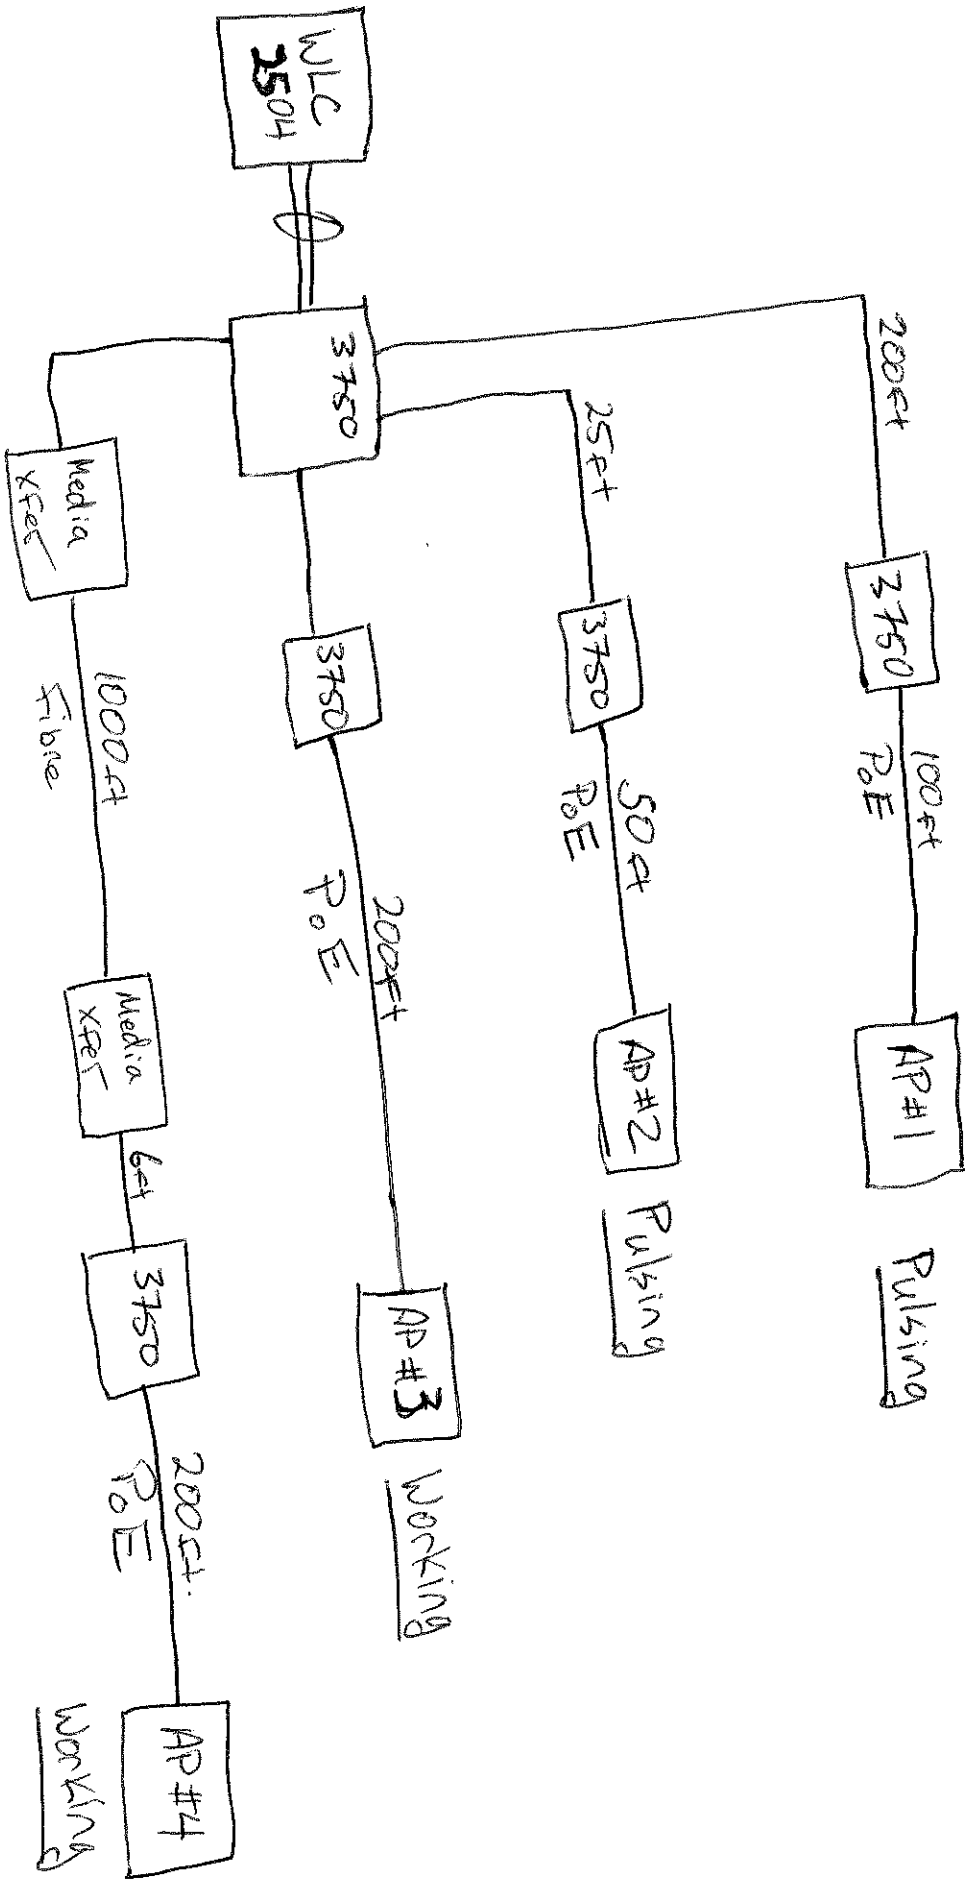 200ft
3750
100ft
PoE
AP#1
Pulsing
25ft
3750
50ft
PoE
AP#2
Pulsing
WLC
2504
3750
3750
200ft
PoE
AP#3
Working
Media
xfer
1000ft
Fibre
Media
xfer
6ft
3750
200ft.
PoE
AP#4
Working